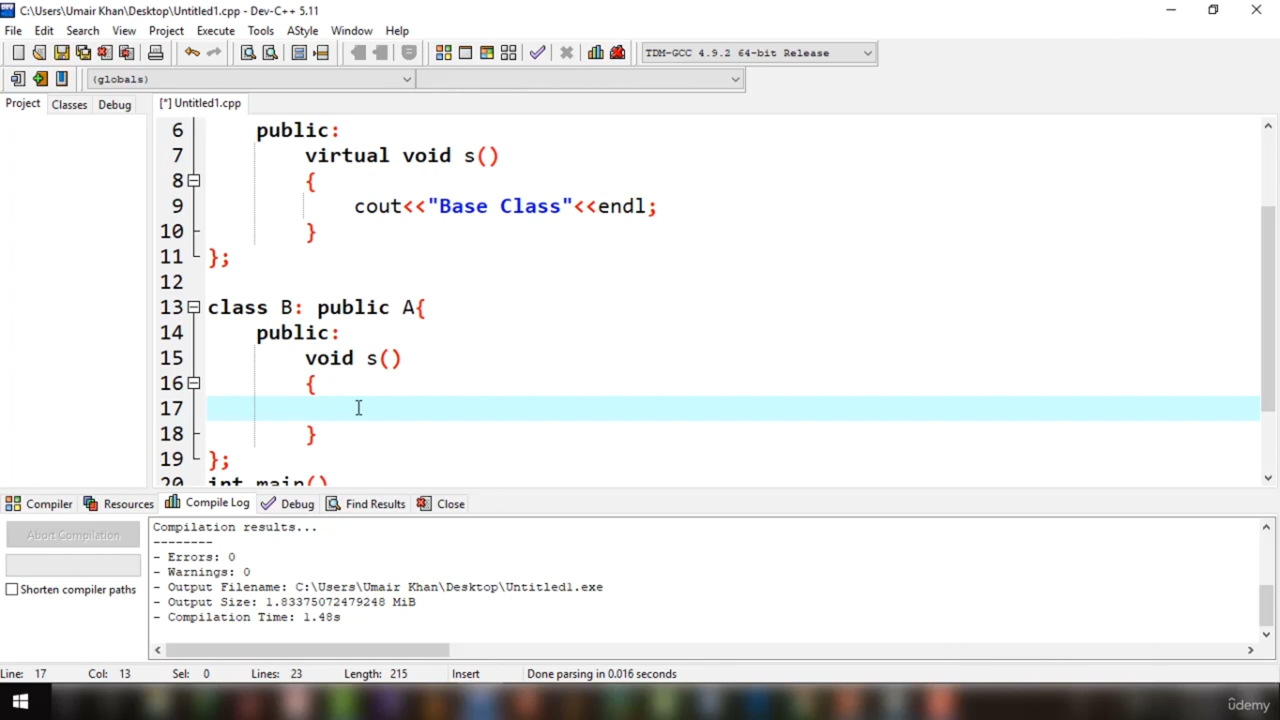 C:\Users\Umair Khan\Desktop\Untitled1.cpp - Dev-C++ 5.11
File Edit Search View Project Execute Tools AStyle Window Help
TDM-GCC 4.9.2 64-bit Release
(globals)
Project Classes Debug [*] Untitled1.cpp
6 public:
7 virtual void s()
8 {
9 cout<<"Base Class"<<endl;
10 }
11 };
12
13 class B: public A{
14 public:
15 void s()
16 {
17
18 }
19 };
20 int main()
Compiler Resources Compile Log Debug Find Results Close
Abort Compilation
Shorten compiler paths
Compilation results...
--------
- Errors: 0
- Warnings: 0
- Output Filename: C:\Users\Umair Khan\Desktop\Untitled1.exe
- Output Size: 1.83375072479248 MiB
- Compilation Time: 1.48s
Line: 17 Col: 13 Sel: 0 Lines: 23 Length: 215 Insert Done parsing in 0.016 seconds
ûdemy